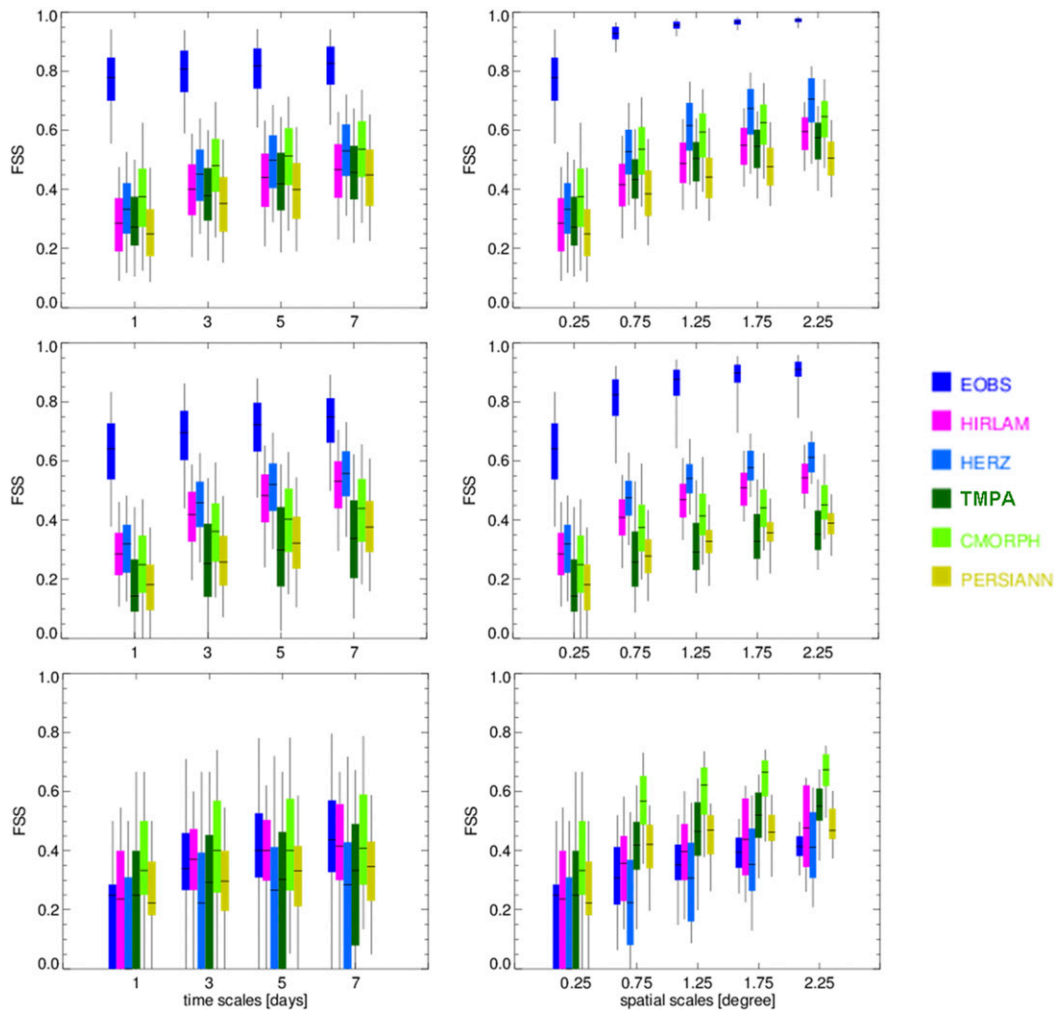 1.0
0.8
0.6
FSS
0.4
0.2
0.0
1 3 5 7
1.0
0.8
0.6
FSS
0.4
0.2
0.0
0.25 0.75 1.25 1.75 2.25
1.0
0.8
0.6
FSS
0.4
0.2
0.0
1 3 5 7
1.0
0.8
0.6
FSS
0.4
0.2
0.0
0.25 0.75 1.25 1.75 2.25
EOBS
HIRLAM
HERZ
TMPA
CMORPH
PERSIANN
1.0
0.8
0.6
FSS
0.4
0.2
0.0
1 3 5 7
time scales [days]
1.0
0.8
0.6
FSS
0.4
0.2
0.0
0.25 0.75 1.25 1.75 2.25
spatial scales [degree]